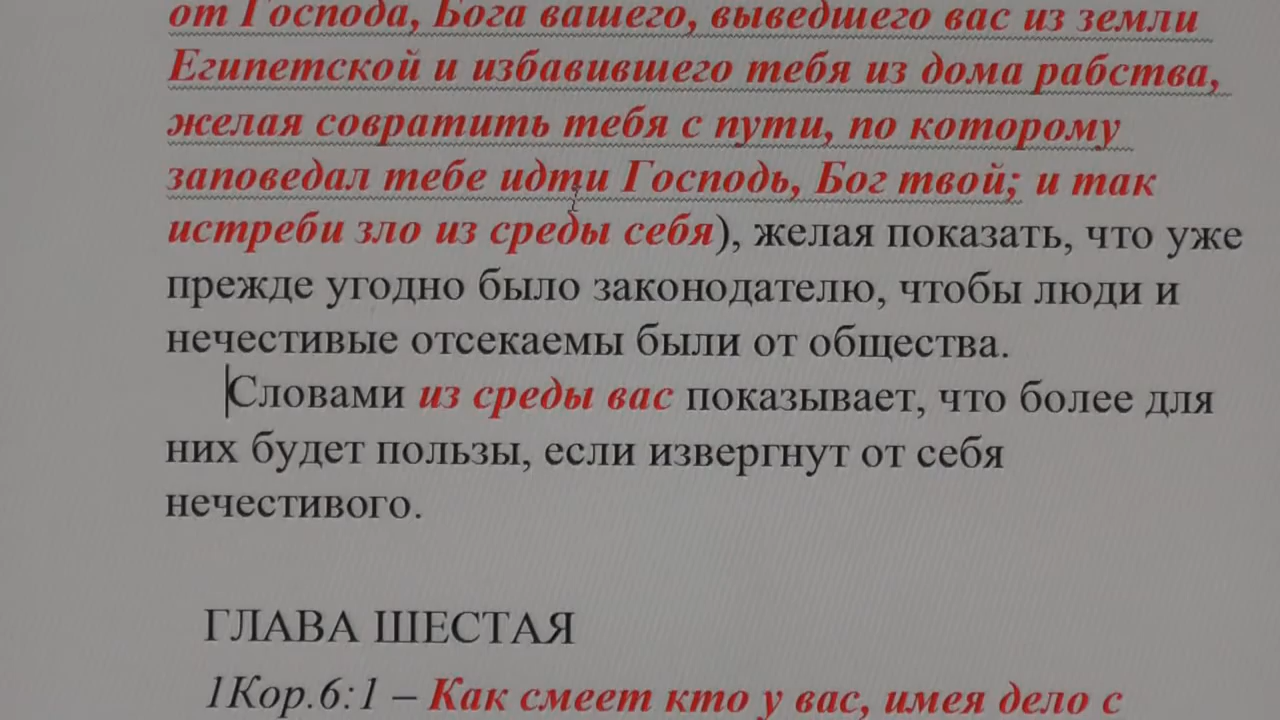 от Господа, Бога вашего, выведшего вас из земли
Египетской и избавившего тебя из дома рабства,
желая совратить тебя с пути, по которому
заповедал тебе идти Господь, Бог твой; и так
истреби зло из среды себя), желая показать, что уже
прежде угодно было законодателю, чтобы люди и
нечестивые отсекаемы были от общества.
Словами из среды вас показывает, что более для
них будет пользы, если извергнут от себя
нечестивого.
ГЛАВА ШЕСТАЯ
1Кор.6:1 – Как смеет кто у вас, имея дело с